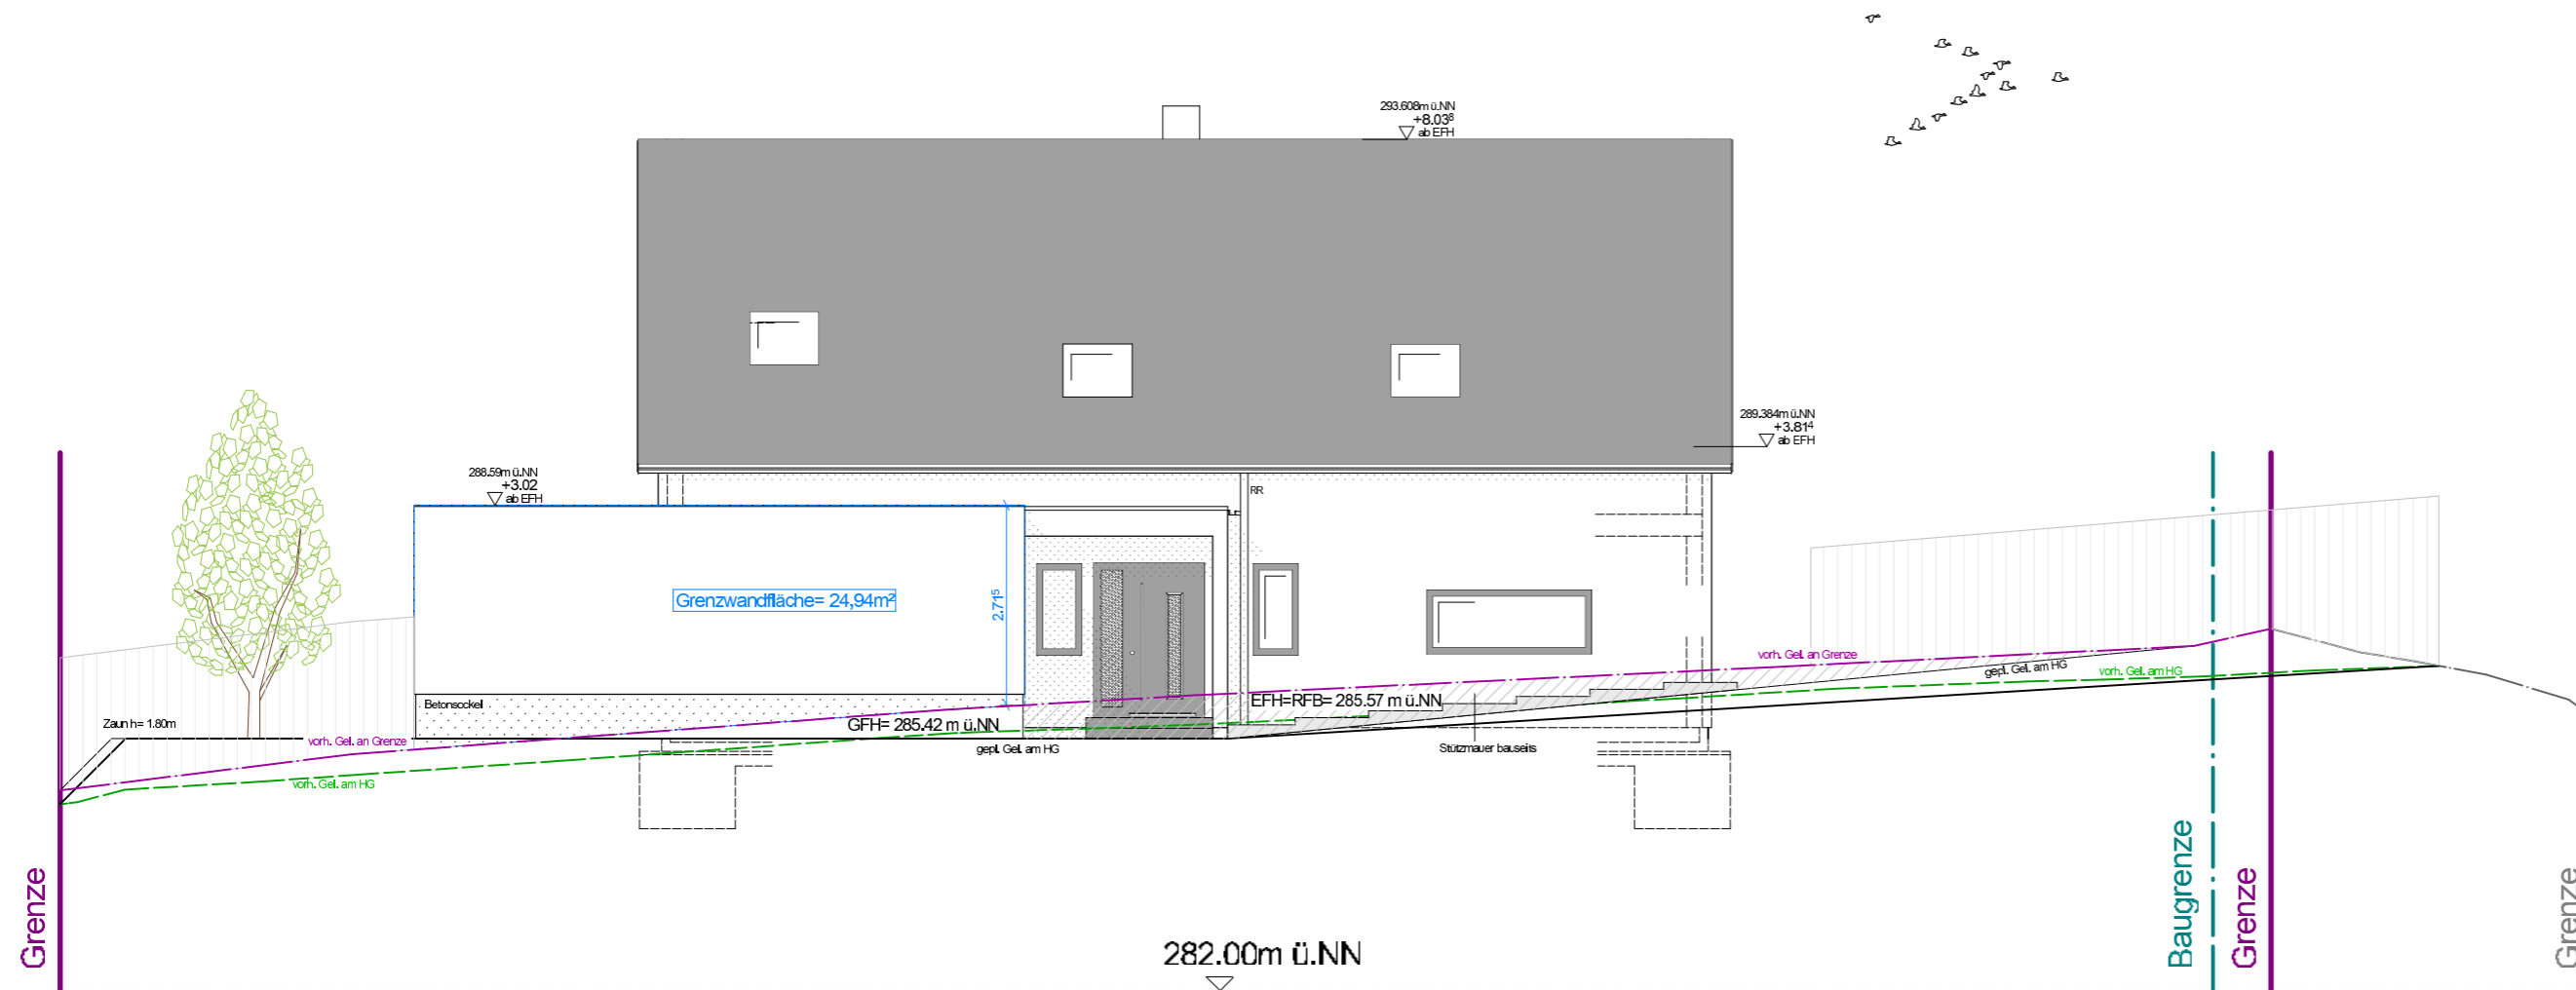 293.608m ü.NN
+8.03⁸
ab EFH
289.384m ü.NN
+3.81⁴
ab EFH
288.59m ü.NN
+3.02
ab EFH
RR
Grenzwandfläche= 24,94m²
2.71⁵
vorh. Gel. an Grenze
gepl. Gel. am HG
vorh. Gel. am HG
Betonsockel
EFH=RFB= 285.57 m ü.NN
Zaun h= 1.80m
GFH= 285.42 m ü.NN
vorh. Gel. an Grenze
gepl. Gel. am HG
Stützmauer bauseits
vorh. Gel. am HG
Grenze
Baugrenze
Grenze
Grenze
282.00m ü.NN